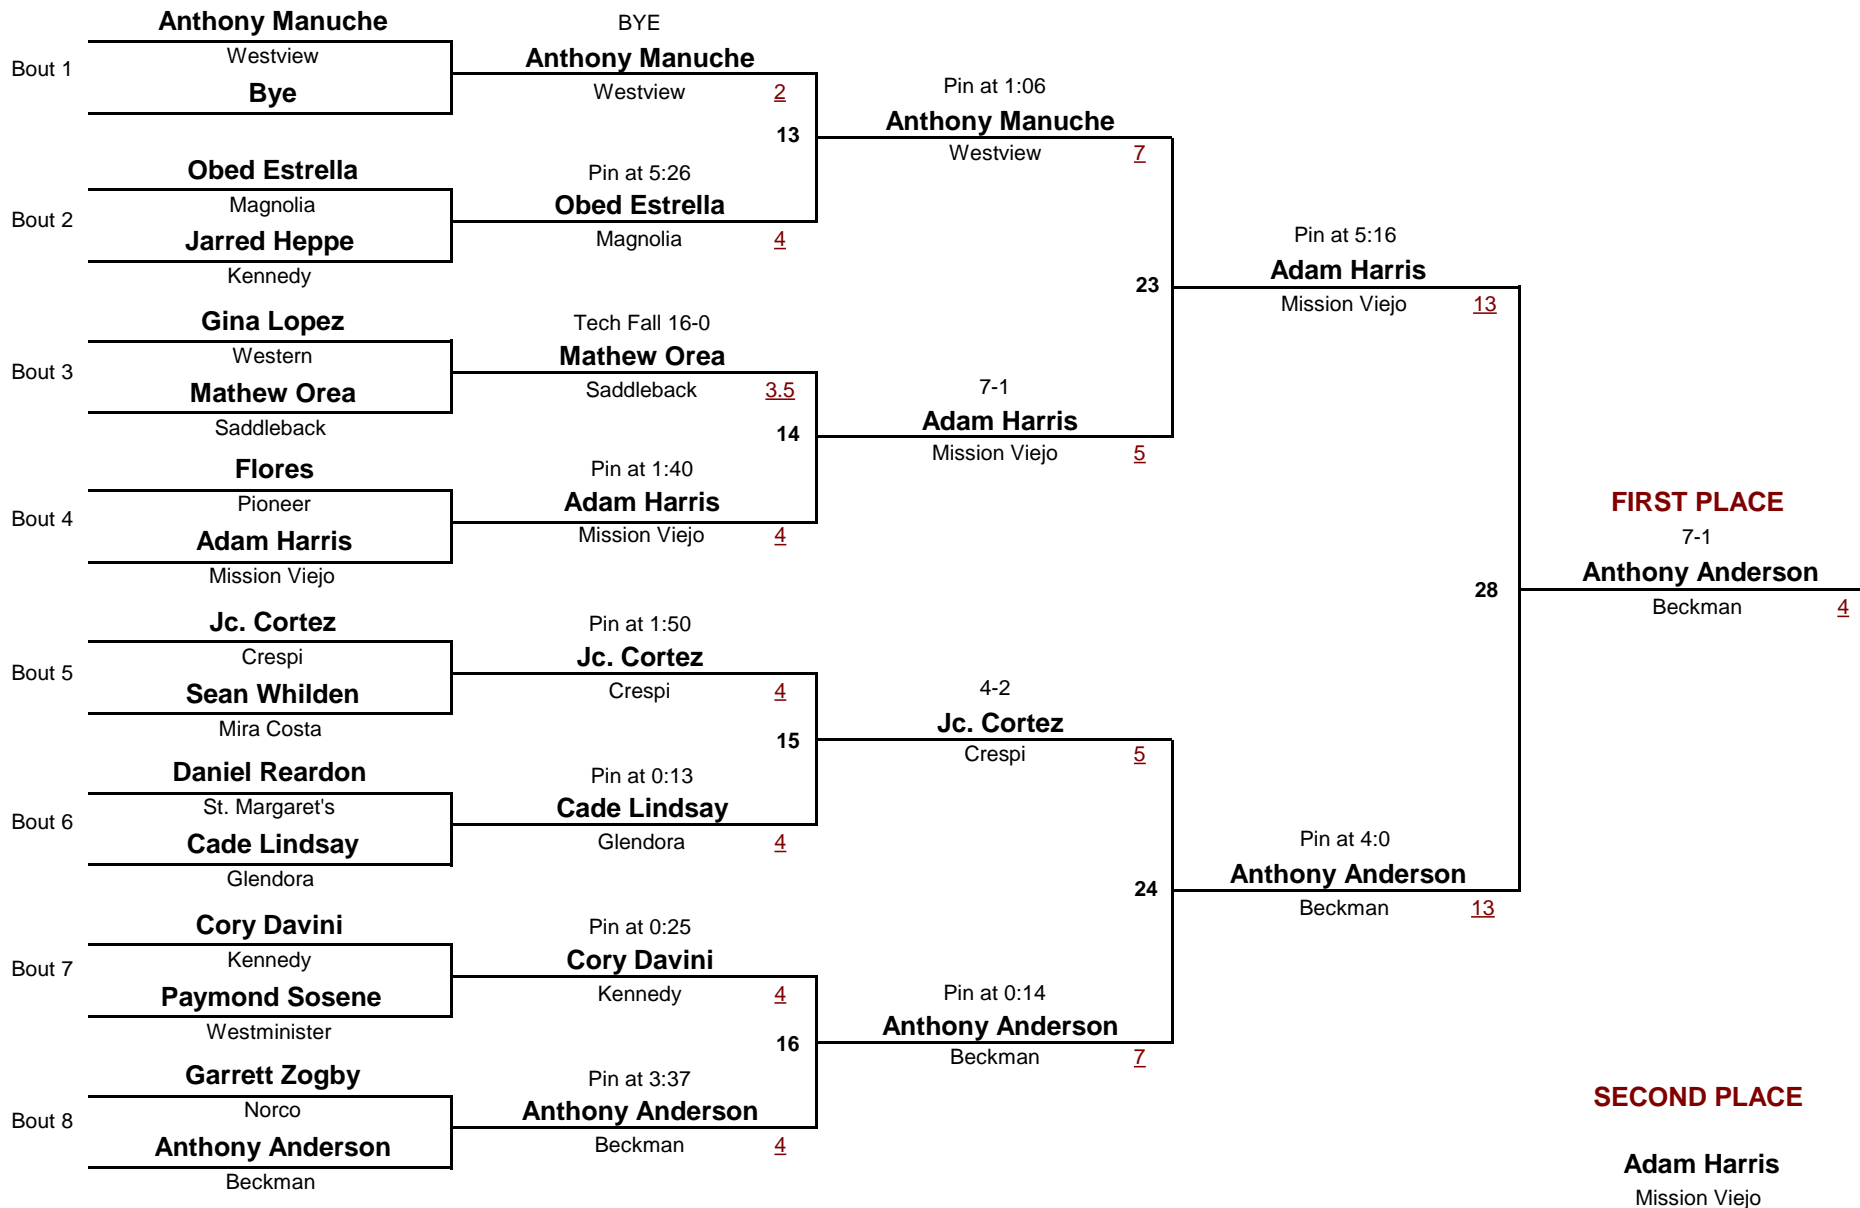 Anthony Manuche
Bout 1
Westview
Bye
Obed Estrella
Bout 2
Magnolia
Jarred Heppe
Kennedy
Gina Lopez
Bout 3
Western
Mathew Orea
Saddleback
Flores
Bout 4
Pioneer
Adam Harris
Mission Viejo
Jc. Cortez
Bout 5
Crespi
Sean Whilden
Mira Costa
Daniel Reardon
Bout 6
St. Margaret's
Cade Lindsay
Glendora
Cory Davini
Bout 7
Kennedy
Paymond Sosene
Westminister
Garrett Zogby
Bout 8
Norco
Anthony Anderson
Beckman
BYE
Anthony Manuche
Westview 2
13
Pin at 5:26
Obed Estrella
Magnolia 4
Tech Fall 16-0
Mathew Orea
Saddleback 3.5
14
Pin at 1:40
Adam Harris
Mission Viejo 4
Pin at 1:50
Jc. Cortez
Crespi 4
15
Pin at 0:13
Cade Lindsay
Glendora 4
Pin at 0:25
Cory Davini
Kennedy 4
16
Pin at 3:37
Anthony Anderson
Beckman 4
Pin at 1:06
Anthony Manuche
Westview 7
23
7-1
Adam Harris
Mission Viejo 5
4-2
Jc. Cortez
Crespi 5
24
Pin at 0:14
Anthony Anderson
Beckman 7
Pin at 5:16
Adam Harris
Mission Viejo 13
28
Pin at 4:0
Anthony Anderson
Beckman 13
FIRST PLACE
7-1
Anthony Anderson
Beckman 4
SECOND PLACE
Adam Harris
Mission Viejo